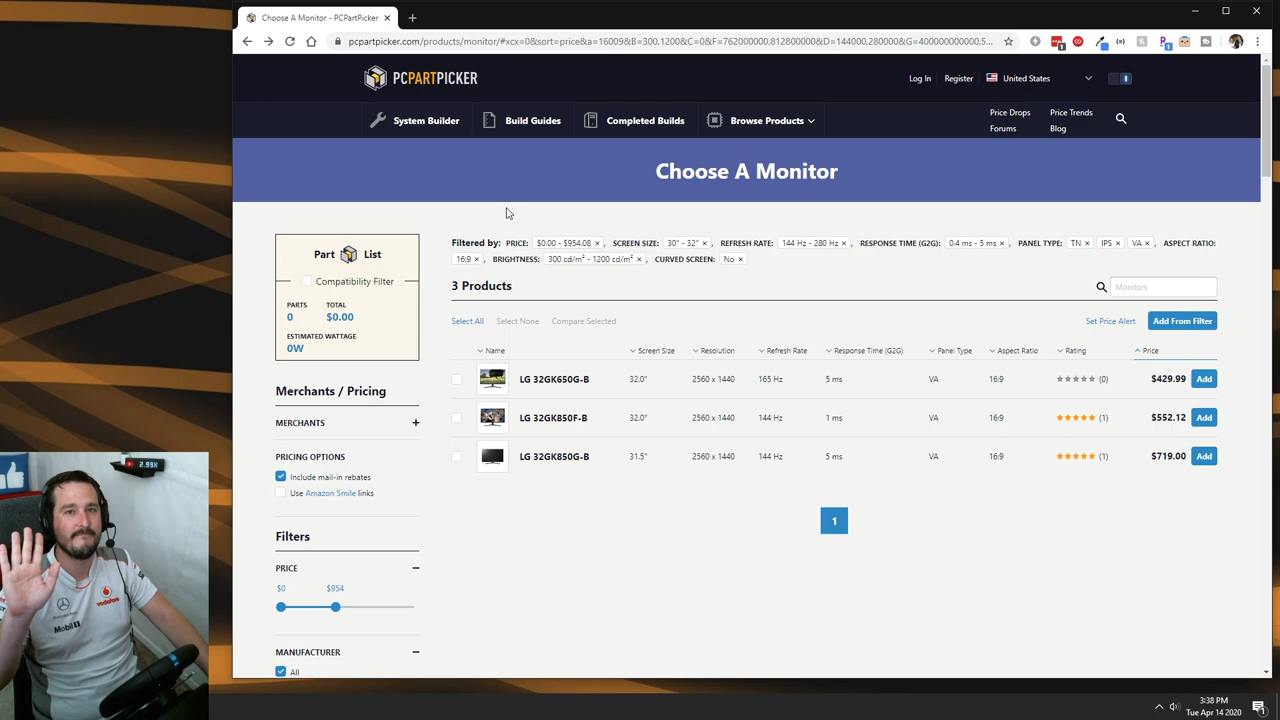 Choose A Monitor - PCPartPicker
pcpartpicker.com/products/monitor/#xcx=0&sort=price&a=16009&B=300,1200&C=0&F=762000000,812800000&D=144000,280000&G=400000000000,5...
PCPARTPICKER
Log In Register United States
System Builder Build Guides Completed Builds Browse Products
Price Drops Price Trends
Forums Blog
Choose A Monitor
Part List
Compatibility Filter
PARTS TOTAL
0 $0.00
ESTIMATED WATTAGE
0W
Filtered by: PRICE: $0.00 - $954.08 ×, SCREEN SIZE: 30" - 32" ×, REFRESH RATE: 144 Hz - 280 Hz ×, RESPONSE TIME (G2G): 0.4 ms - 5 ms ×, PANEL TYPE: TN × IPS × VA ×, ASPECT RATIO:
16:9 ×, BRIGHTNESS: 300 cd/m² - 1200 cd/m² ×, CURVED SCREEN: No ×
3 Products
Monitors
Select All Select None Compare Selected
Set Price Alert Add From Filter
Name Screen Size Resolution Refresh Rate Response Time (G2G) Panel Type Aspect Ratio Rating Price
LG 32GK650G-B 32.0" 2560 x 1440 165 Hz 5 ms VA 16:9 (0) $429.99 Add
LG 32GK850F-B 32.0" 2560 x 1440 144 Hz 1 ms VA 16:9 (1) $552.12 Add
LG 32GK850G-B 31.5" 2560 x 1440 144 Hz 5 ms VA 16:9 (1) $719.00 Add
1
Merchants / Pricing
MERCHANTS
PRICING OPTIONS
Include mail-in rebates
Use Amazon Smile links
Filters
PRICE
$0 $954
MANUFACTURER
All
2.99K
vodafone
Mobil 1
3:38 PM
Tue Apr 14 2020